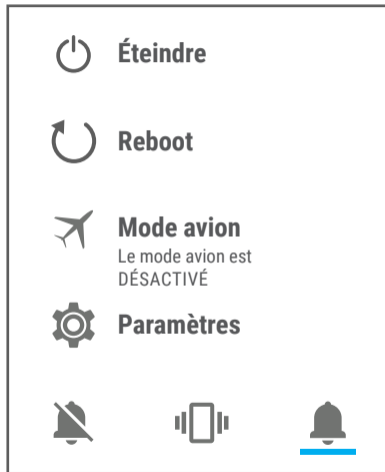 Éteindre
Reboot
Mode avion
Le mode avion est
DÉSACTIVÉ
Paramètres